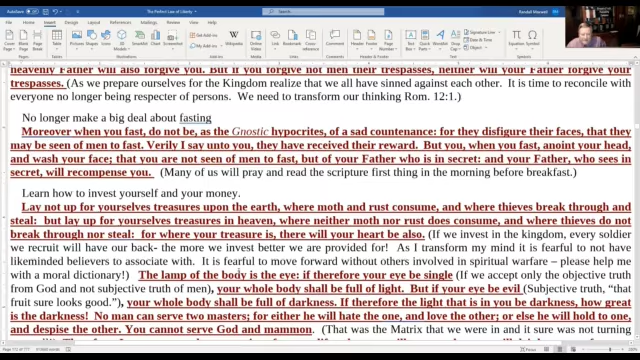 AutoSave
The Perfect Law of Liberty
Search
Randall Maxwell
File Home Insert Design Layout References Mailings Review View Help
heavenly Father will also forgive you. But if you forgive not men their trespasses, neither will your Father forgive your
trespasses. (As we prepare ourselves for the Kingdom realize that we all have sinned against each other. It is time to reconcile with
everyone no longer being respecter of persons. We need to transform our thinking Rom. 12:1.)
No longer make a big deal about fasting
Moreover when you fast, do not be, as the Gnostic hypocrites, of a sad countenance: for they disfigure their faces, that they
may be seen of men to fast. Verily I say unto you, they have received their reward. But you, when you fast, anoint your head,
and wash your face; that you are not seen of men to fast, but of your Father who is in secret: and your Father, who sees in
secret, will recompense you. (Many of us will pray and read the scripture first thing in the morning before breakfast.)
Learn how to invest yourself and your money.
Lay not up for yourselves treasures upon the earth, where moth and rust consume, and where thieves break through and
steal: but lay up for yourselves treasures in heaven, where neither moth nor rust does consume, and where thieves do not
break through nor steal: for where your treasure is, there will your heart be also. (If we invest in the kingdom, every soldier
we recruit will have our back- the more we invest better we are provided for! As I transform my mind it is fearful to not have
likeminded believers to associate with. It is fearful to move forward without others involved in spiritual warfare – please help me
with a moral dictionary!) The lamp of the body is the eye: if therefore your eye be single (If we accept only the objective truth
from God and not subjective truth of men), your whole body shall be full of light. But if your eye be evil (Subjective truth, “that
fruit sure looks good.”), your whole body shall be full of darkness. If therefore the light that is in you be darkness, how great
is the darkness! No man can serve two masters; for either he will hate the one, and love the other; or else he will hold to one,
and despise the other. You cannot serve God and mammon. (That was the Matrix that we were in and it sure was not turning